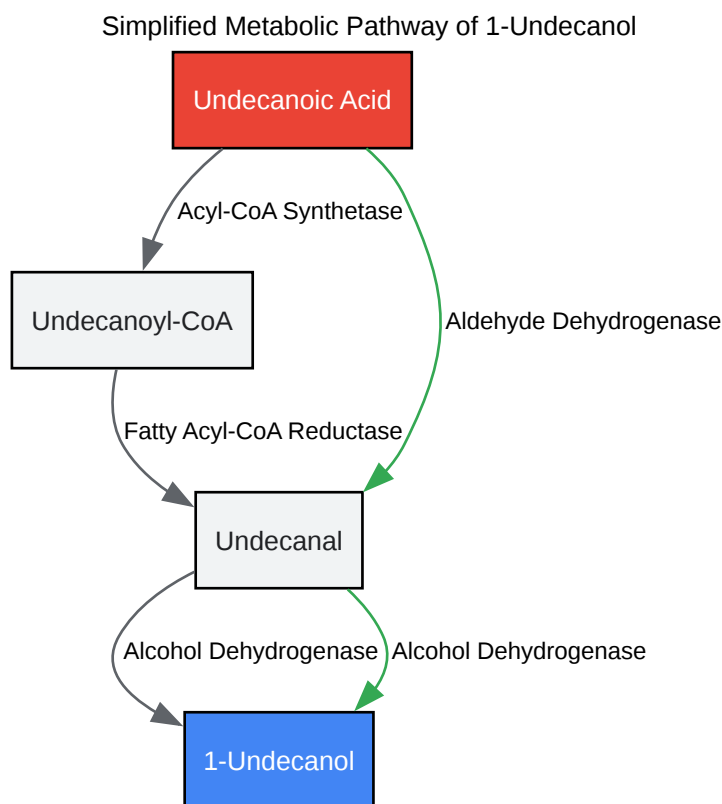 Simplified Metabolic Pathway of 1-Undecanol
Undecanoic Acid
Acyl-CoA Synthetase
Undecanoyl-CoA
Aldehyde Dehydrogenase
Fatty Acyl-CoA Reductase
Undecanal
Alcohol Dehydrogenase
Alcohol Dehydrogenase
1-Undecanol